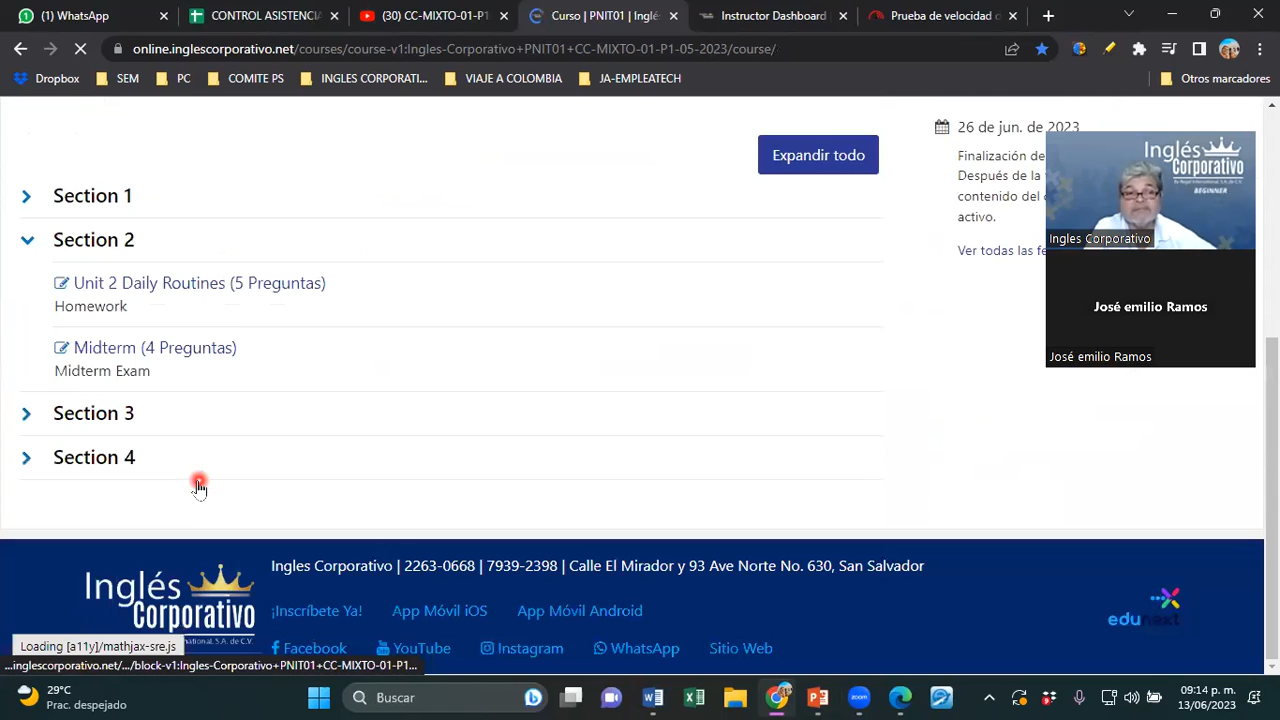 (1) WhatsApp
CONTROL ASISTENCIA
(30) CC-MIXTO-01-P1-
Curso | PNIT01 | Inglé
Instructor Dashboard |
Prueba de velocidad d
online.inglescorporativo.net/courses/course-v1:Ingles-Corporativo+PNIT01+CC-MIXTO-01-P1-05-2023/course/
Dropbox
SEM
PC
COMITE PS
INGLES CORPORATI...
VIAJE A COLOMBIA
JA-EMPLEATECH
Otros marcadores
26 de jun. de 2023
Expandir todo
Finalización de
Después de la
contenido del
activo.
Ver todas las fe
Inglés
Corporativo
BEGINNER
Ingles Corporativo
José emilio Ramos
José emilio Ramos
Section 1
Section 2
Unit 2 Daily Routines (5 Preguntas)
Homework
Midterm (4 Preguntas)
Midterm Exam
Section 3
Section 4
Inglés
Corporativo
Ingles Corporativo | 2263-0668 | 7939-2398 | Calle El Mirador y 93 Ave Norte No. 630, San Salvador
¡Inscríbete Ya!
App Móvil iOS
App Móvil Android
Facebook
YouTube
Instagram
WhatsApp
Sitio Web
edunext
Loading [a11y]/mathjax-sre.js
...inglescorporativo.net/.../block-v1:Ingles-Corporativo+PNIT01+CC-MIXTO-01-P1...
29°C
Prac. despejado
Buscar
09:14 p. m.
13/06/2023